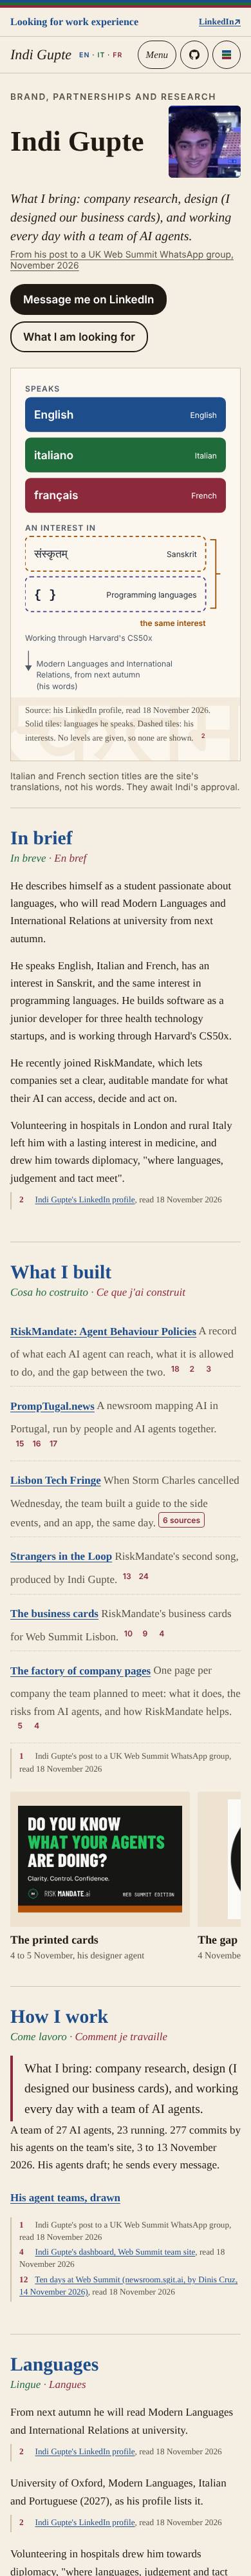 Looking for work experience
LinkedIn↗
Indi Gupte
EN · IT · FR
Menu
BRAND, PARTNERSHIPS AND RESEARCH
Indi Gupte
What I bring: company research, design (I
designed our business cards), and working
every day with a team of AI agents.
From his post to a UK Web Summit WhatsApp group,
November 2026
Message me on LinkedIn
What I am looking for
SPEAKS
English
English
italiano
Italian
français
French
AN INTEREST IN
संस्कृतम्
Sanskrit
{ }
Programming languages
the same interest
Working through Harvard's CS50x
Modern Languages and International
Relations, from next autumn
(his words)
Source: his LinkedIn profile, read 18 November 2026.
Solid tiles: languages he speaks. Dashed tiles: his
interests. No levels are given, so none are shown. 2
Italian and French section titles are the site's
translations, not his words. They await Indi's approval.
In brief
In breve · En bref
He describes himself as a student passionate about
languages, who will read Modern Languages and
International Relations at university from next
autumn.
He speaks English, Italian and French, has an
interest in Sanskrit, and the same interest in
programming languages. He builds software as a
junior developer for three health technology
startups, and is working through Harvard's CS50x.
He recently joined RiskMandate, which lets
companies set a clear, auditable mandate for what
their AI can access, decide and act on.
Volunteering in hospitals in London and rural Italy
left him with a lasting interest in medicine, and
drew him towards diplomacy, "where languages,
judgement and tact meet".
2 Indi Gupte's LinkedIn profile, read 18 November 2026
What I built
Cosa ho costruito · Ce que j'ai construit
RiskMandate: Agent Behaviour Policies A record
of what each AI agent can reach, what it is allowed
to do, and the gap between the two. 18 2 3
PrompTugal.news A newsroom mapping AI in
Portugal, run by people and AI agents together.
15 16 17
Lisbon Tech Fringe When Storm Charles cancelled
Wednesday, the team built a guide to the side
events, and an app, the same day. 6 sources
Strangers in the Loop RiskMandate's second song,
produced by Indi Gupte. 13 24
The business cards RiskMandate's business cards
for Web Summit Lisbon. 10 9 4
The factory of company pages One page per
company the team planned to meet: what it does, the
risks from AI agents, and how RiskMandate helps.
5 4
1 Indi Gupte's post to a UK Web Summit WhatsApp group,
read 18 November 2026
DO YOU KNOW
WHAT YOUR AGENTS
ARE DOING?
Clarity. Control. Confidence.
RISK MANDATE.ai
WEB SUMMIT EDITION
The printed cards
4 to 5 November, his designer agent
The gap
4 Novembe
How I work
Come lavoro · Comment je travaille
What I bring: company research, design (I
designed our business cards), and working
every day with a team of AI agents.
A team of 27 AI agents, 23 running. 277 commits by
his agents on the team's site, 3 to 13 November
2026. His agents draft; he sends every message.
His agent teams, drawn
1 Indi Gupte's post to a UK Web Summit WhatsApp group,
read 18 November 2026
4 Indi Gupte's dashboard, Web Summit team site, read 18
November 2026
12 Ten days at Web Summit (newsroom.sgit.ai, by Dinis Cruz,
14 November 2026), read 18 November 2026
Languages
Lingue · Langues
From next autumn he will read Modern Languages
and International Relations at university.
2 Indi Gupte's LinkedIn profile, read 18 November 2026
University of Oxford, Modern Languages, Italian
and Portuguese (2027), as his profile lists it.
2 Indi Gupte's LinkedIn profile, read 18 November 2026
Volunteering in hospitals drew him towards
diplomacy, "where languages, judgement and tact